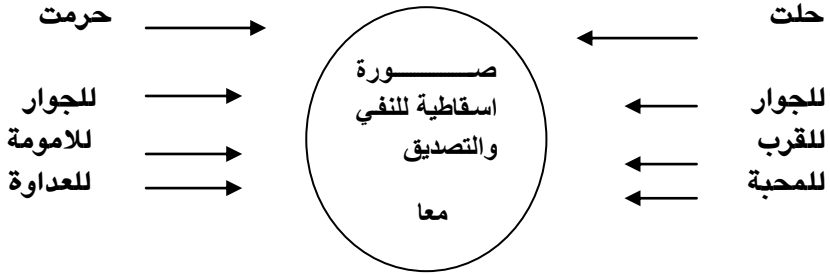 حلت
للجوار
للقرب
للمحبة
صـــــورة
اسقاطية للنفي
والتصديق
معا
حرمت
للجوار
للامومة
للعداوة